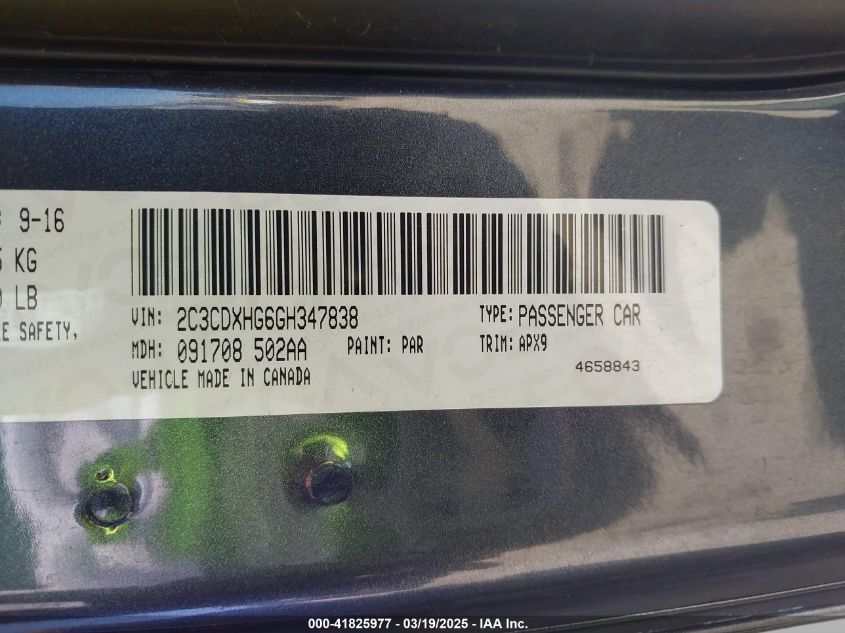 : 9-16
KG
LB
SAFETY,
VIN: 2C3CDXHG6GH347838 TYPE: PASSENGER CAR
MDH: 091708 502AA PAINT: PAR TRIM: APX9
VEHICLE MADE IN CANADA 4658843
000-41825977 - 03/19/2025 - IAA Inc.